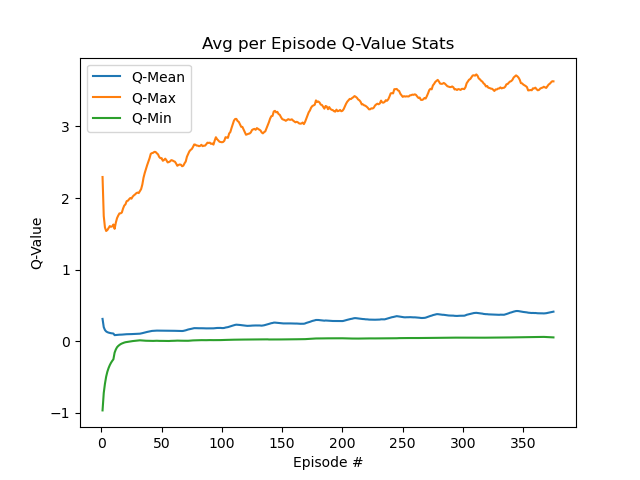 Avg per Episode Q-Value Stats
Q-Mean
Q-Max
Q-Min
Q-Value
3
2
1
0
−1
0
50
100
150
200
250
300
350
Episode #